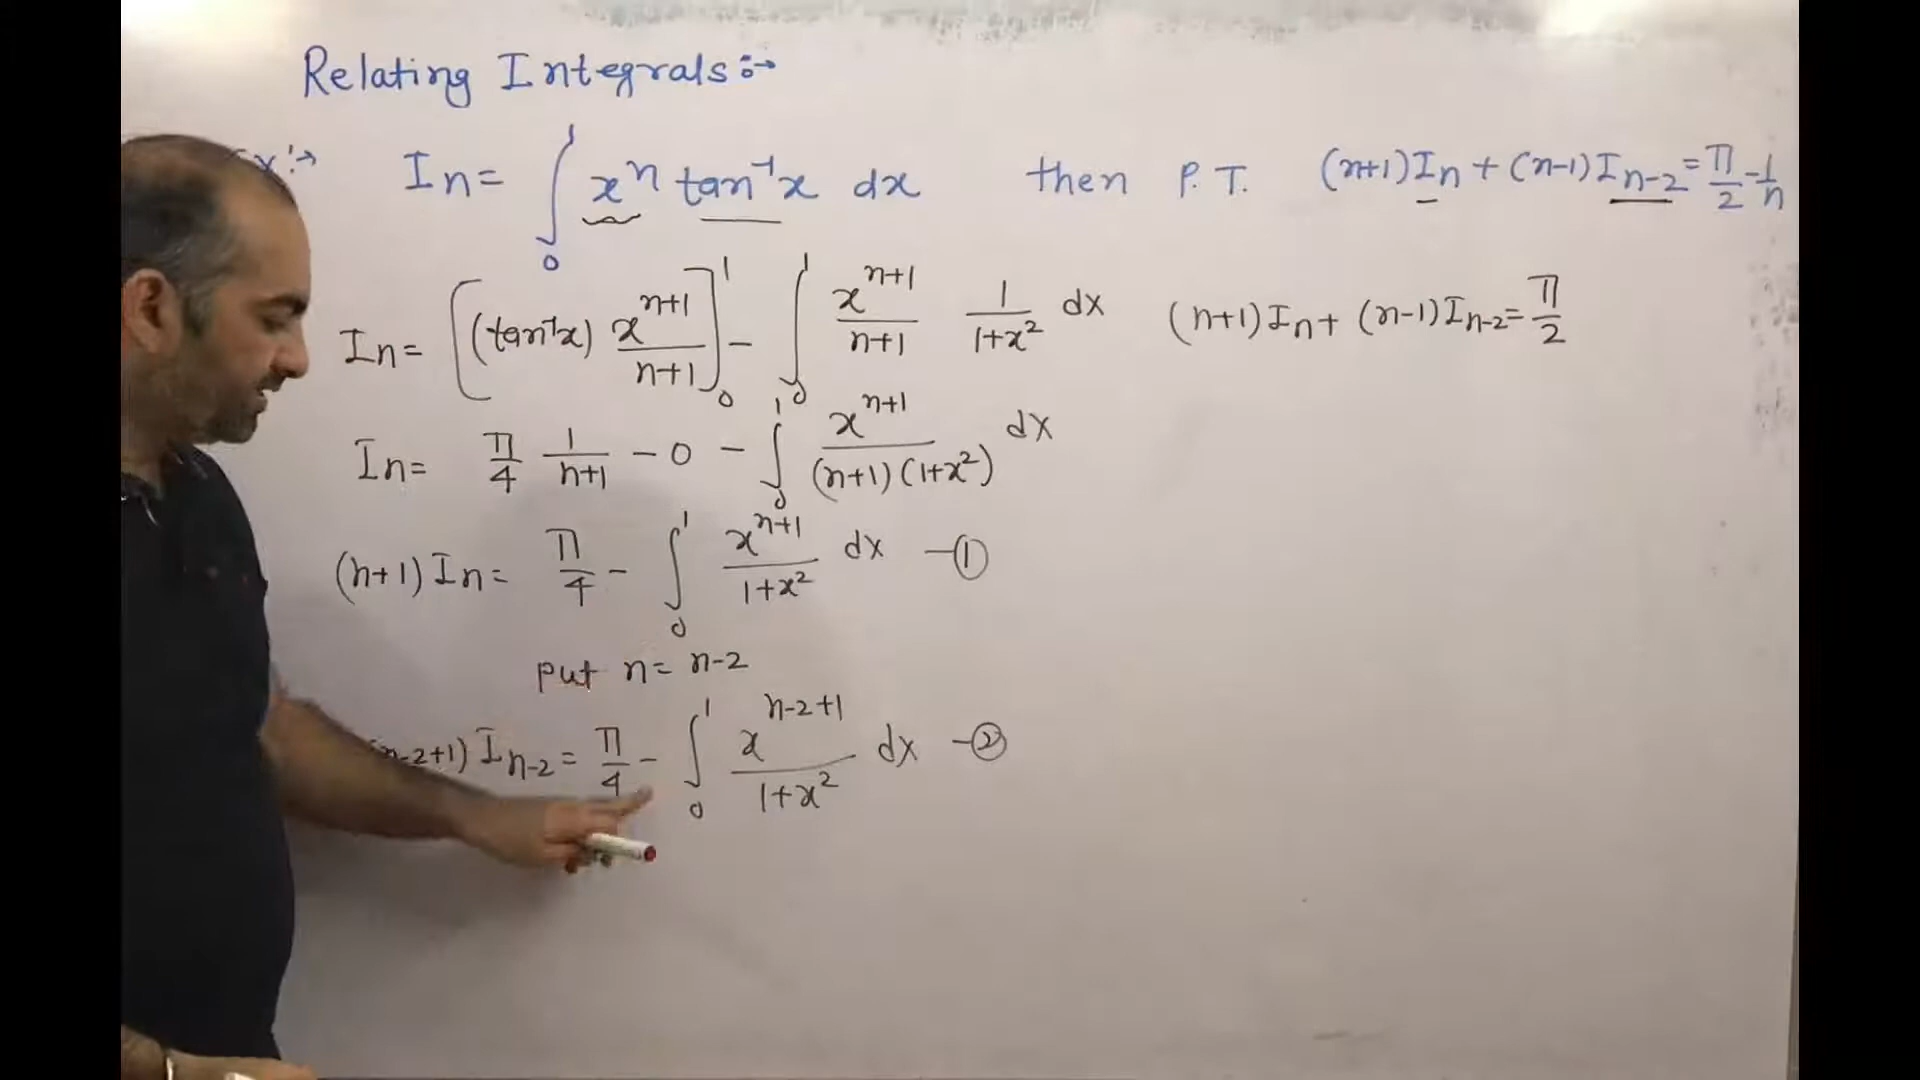 Relating Integrals:→
x:→ In = ∫₀¹ xⁿ tan⁻¹x dx then P.T. (n+1)In + (n-1)In-2 = π/2 - 1/n
In = [(tan⁻¹x) xⁿ⁺¹/(n+1)]₀¹ - ∫₀¹ xⁿ⁺¹/(n+1) 1/(1+x²) dx
(n+1)In + (n-1)In-2 = π/2
In = π/4 1/(n+1) - 0 - ∫₀¹ xⁿ⁺¹/((n+1)(1+x²)) dx
(n+1)In = π/4 - ∫₀¹ xⁿ⁺¹/(1+x²) dx —①
put n = n-2
n-2+1) In-2 = π/4 - ∫₀¹ xⁿ⁻²⁺¹/(1+x²) dx —②